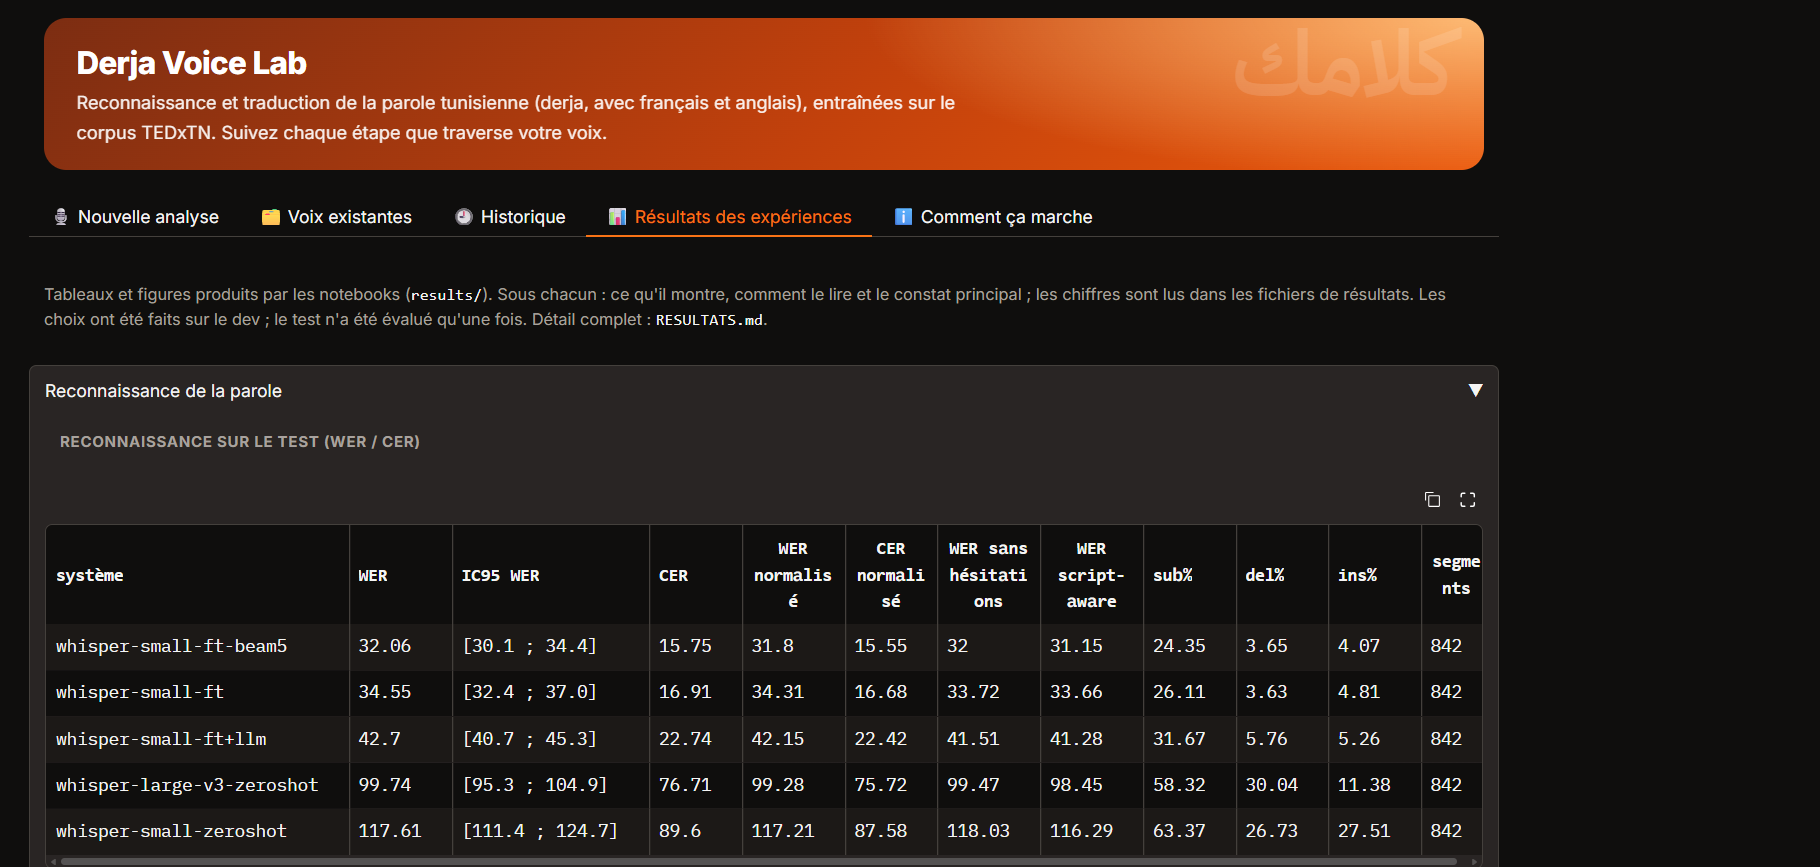 Derja Voice Lab
كلامك
Reconnaissance et traduction de la parole tunisienne (derja, avec français et anglais), entraînées sur le
corpus TEDxTN. Suivez chaque étape que traverse votre voix.
Nouvelle analyse Voix existantes Historique Résultats des expériences Comment ça marche
Tableaux et figures produits par les notebooks (results/). Sous chacun : ce qu'il montre, comment le lire et le constat principal ; les chiffres sont lus dans les fichiers de résultats. Les
choix ont été faits sur le dev ; le test n'a été évalué qu'une fois. Détail complet : RESULTATS.md.
Reconnaissance de la parole
RECONNAISSANCE SUR LE TEST (WER / CER)
système WER IC95 WER CER WER normalisé CER normalisé WER sans hésitations WER script-aware sub% del% ins% segments
whisper-small-ft-beam5 32.06 [30.1 ; 34.4] 15.75 31.8 15.55 32 31.15 24.35 3.65 4.07 842
whisper-small-ft 34.55 [32.4 ; 37.0] 16.91 34.31 16.68 33.72 33.66 26.11 3.63 4.81 842
whisper-small-ft+llm 42.7 [40.7 ; 45.3] 22.74 42.15 22.42 41.51 41.28 31.67 5.76 5.26 842
whisper-large-v3-zeroshot 99.74 [95.3 ; 104.9] 76.71 99.28 75.72 99.47 98.45 58.32 30.04 11.38 842
whisper-small-zeroshot 117.61 [111.4 ; 124.7] 89.6 117.21 87.58 118.03 116.29 63.37 26.73 27.51 842